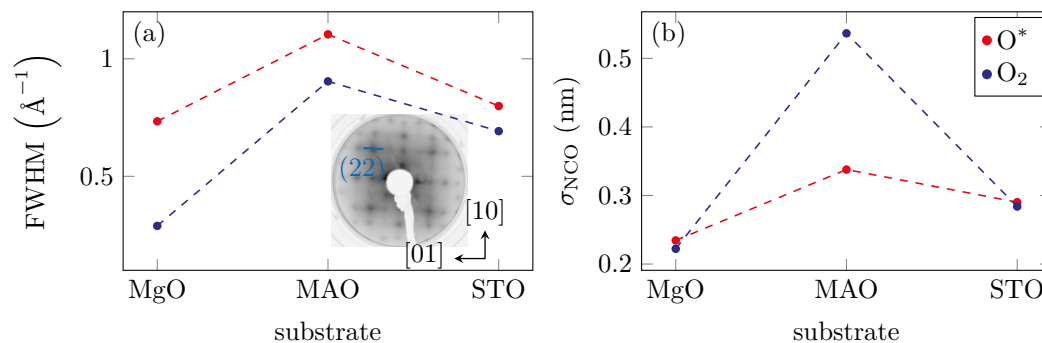 (a)
FWHM (Å⁻¹)
1
0.5
(22)
[10]
[01]
MgO
MAO
STO
substrate
(b)
σNCO (nm)
0.5
0.4
0.3
0.2
O*
O₂
MgO
MAO
STO
substrate